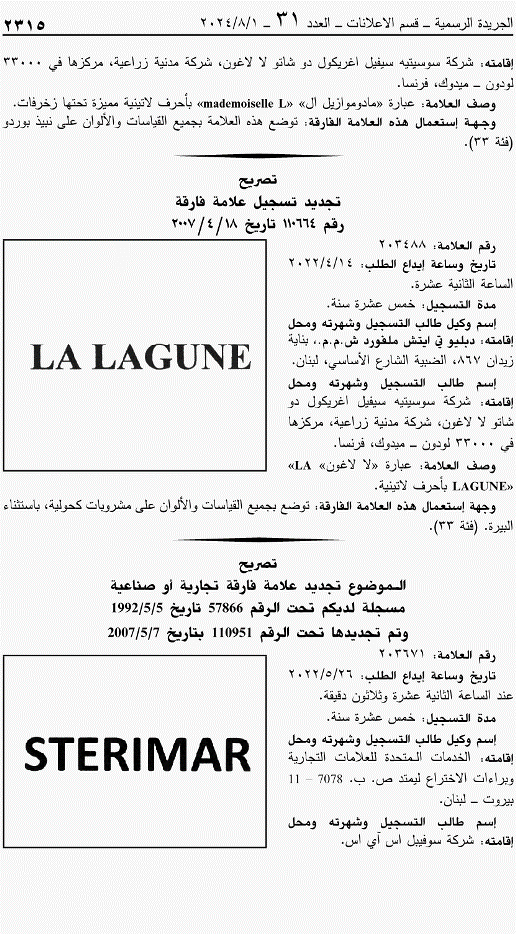 الجريدة الرسمية ــ قسم الاعلانات ــ العدد ٣١ ــ ٢٠٢٤/٨/١
٢٣١٥
إقامته: شركة سوسيتيه سيفيل اغريكول دو شاتو لا لاغون، شركة مدنية زراعية، مركزها في ٣٣٠٠٠
لودون ــ ميدوك، فرنسا.
وصف العلامة: عبارة «مادوموازيل ال» «mademoiselle L» بأحرف لاتينية مميزة تحتها زخرفات.
وجهة إستعمال هذه العلامة الفارقة: توضع هذه العلامة بجميع القياسات والألوان على نبيذ بوردو
(فئة ٣٣).
تصريح
تجديد تسجيل علامة فارقة
رقم ١١٠٦٦٤ تاريخ ٢٠٠٧/٤/١٨
رقم العلامة: ٢٠٣٤٨٨
تاريخ وساعة إيداع الطلب: ٢٠٢٢/٤/١٤
الساعة الثانية عشرة.
مدة التسجيل: خمس عشرة سنة.
إسم وكيل طالب التسجيل وشهرته ومحل
إقامته: دبليو تي ايتش ملفورد ش.م.م.، بناية
زيدان ٨٦٧، الضبية الشارع الأساسي، لبنان.
إسم طالب التسجيل وشهرته ومحل
إقامته: شركة سوسيتيه سيفيل اغريكول دو
شاتو لا لاغون، شركة مدنية زراعية، مركزها
في ٣٣٠٠٠ لودون ــ ميدوك، فرنسا.
وصف العلامة: عبارة «لا لاغون» «LA
LAGUNE» بأحرف لاتينية.
LA LAGUNE
وجهة إستعمال هذه العلامة الفارقة: توضع بجميع القياسات والألوان على مشروبات كحولية، باستثناء
البيرة. (فئة ٣٣).
تصريح
الموضوع تجديد علامة فارقة تجارية أو صناعية
مسجلة لديكم تحت الرقم 57866 تاريخ 1992/5/5
وتم تجديدها تحت الرقم 110951 بتاريخ 2007/5/7
رقم العلامة: ٢٠٣٦٧١
تاريخ وساعة إيداع الطلب: ٢٠٢٢/٥/٢٦
عند الساعة الثانية عشرة وثلاثون دقيقة.
مدة التسجيل: خمس عشرة سنة.
إسم وكيل طالب التسجيل وشهرته ومحل
إقامته: الخدمات المتحدة للعلامات التجارية
وبراءات الاختراع ليمتد ص. ب. 7078 – 11
بيروت ــ لبنان.
إسم طالب التسجيل وشهرته ومحل
إقامته: شركة سوفيبل اس آي اس.
STERIMAR